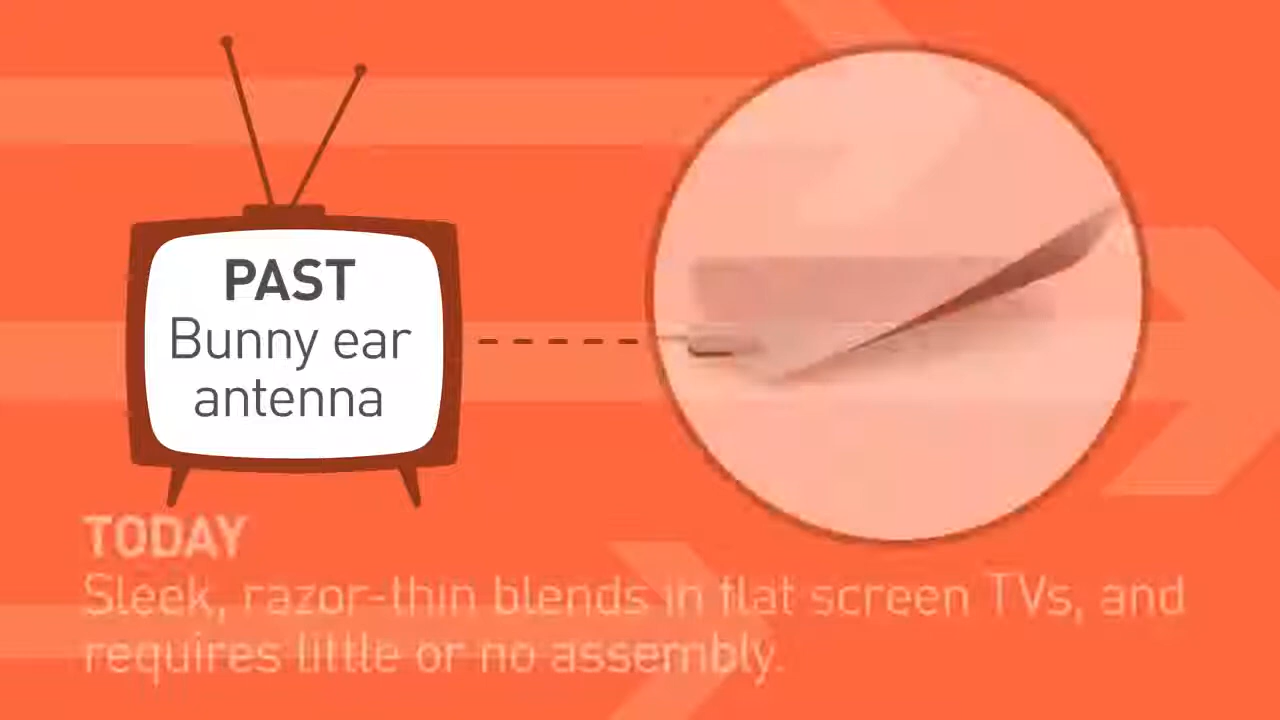 PAST
Bunny ear
antenna
TODAY
Sleek, razor-thin blends in flat screen TVs, and
requires little or no assembly.